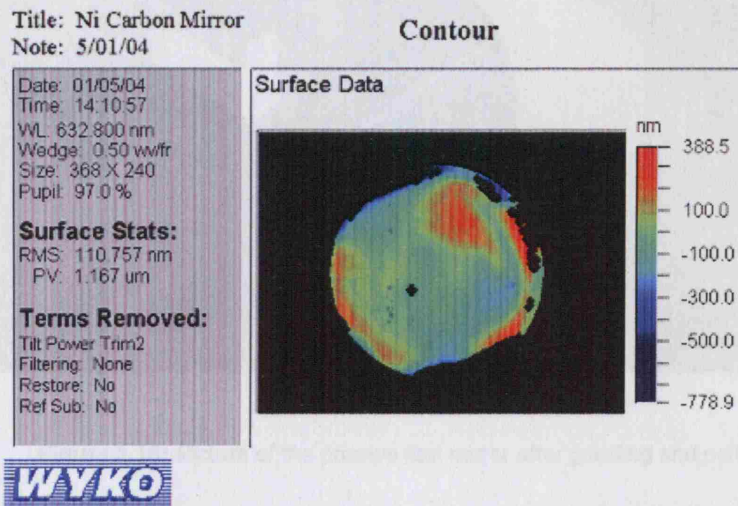 Title: Ni Carbon Mirror
Note: 5/01/04
Contour
Date: 01/05/04
Time: 14:10:57
WL: 632.800 nm
Wedge: 0.50 wv/fr
Size: 368 X 240
Pupil: 97.0 %
Surface Stats:
RMS: 110.757 nm
PV: 1.167 um
Terms Removed:
Tilt Power Trim2
Filtering: None
Restore: No
Ref Sub: No
Surface Data
nm
388.5
100.0
-100.0
-300.0
-500.0
-778.9
WYKO